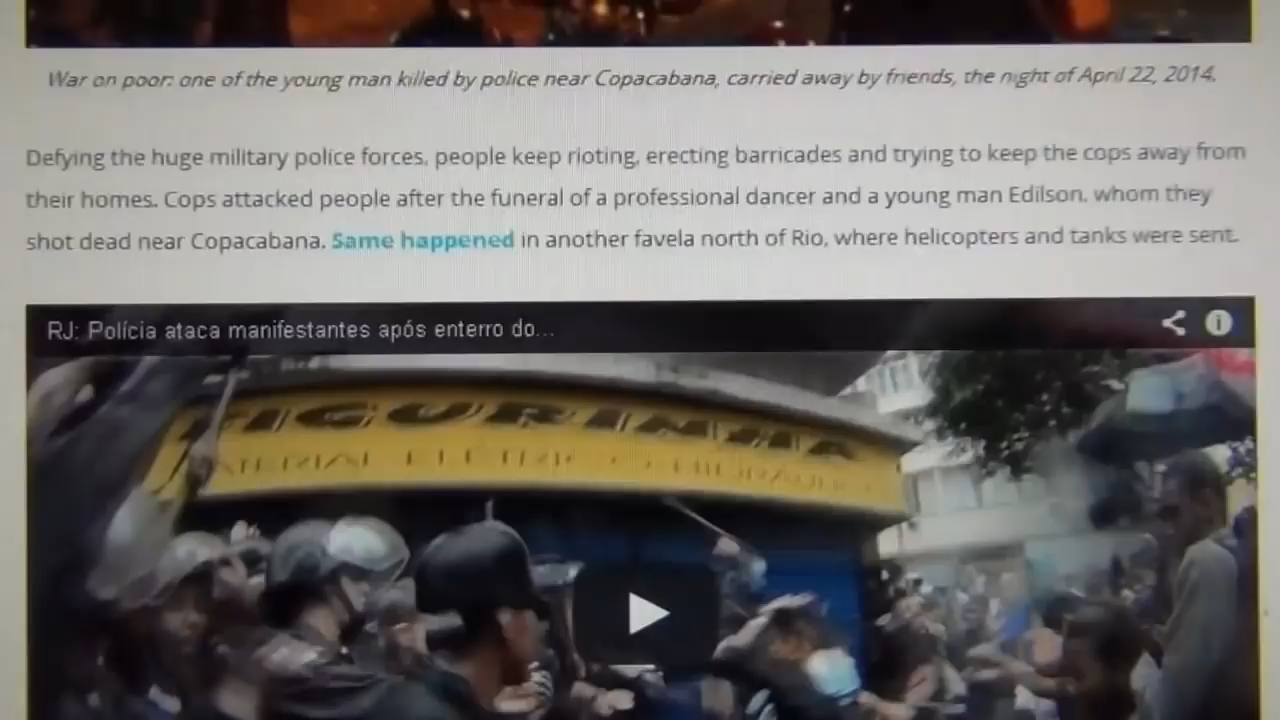 War on poor: one of the young man killed by police near Copacabana, carried away by friends, the night of April 22, 2014.
Defying the huge military police forces, people keep rioting, erecting barricades and trying to keep the cops away from
their homes. Cops attacked people after the funeral of a professional dancer and a young man Edilson, whom they
shot dead near Copacabana. Same happened in another favela north of Rio, where helicopters and tanks were sent.
RJ: Polícia ataca manifestantes após enterro do...
FIGURINHA
MATERIAL ELETRICO